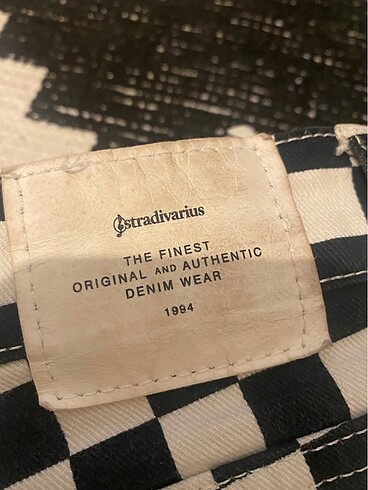 stradivarius
THE FINEST
ORIGINAL AND AUTHENTIC
DENIM WEAR
1994